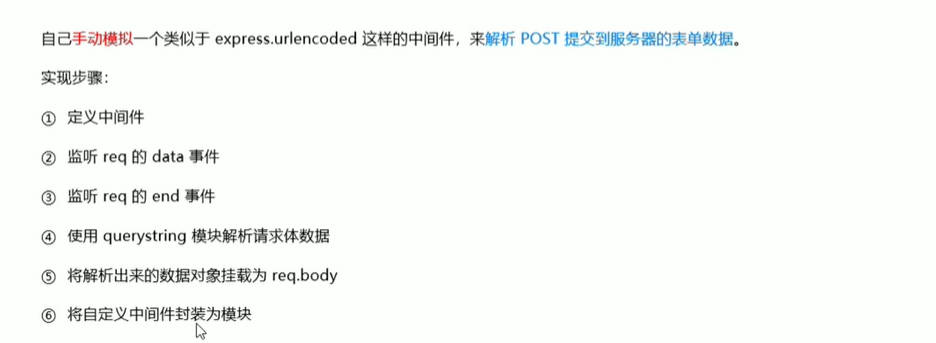 自己手动模拟一个类似于 express.urlencoded 这样的中间件，来解析 POST 提交到服务器的表单数据。
实现步骤：
① 定义中间件
② 监听 req 的 data 事件
③ 监听 req 的 end 事件
④ 使用 querystring 模块解析请求体数据
⑤ 将解析出来的数据对象挂载为 req.body
⑥ 将自定义中间件封装为模块